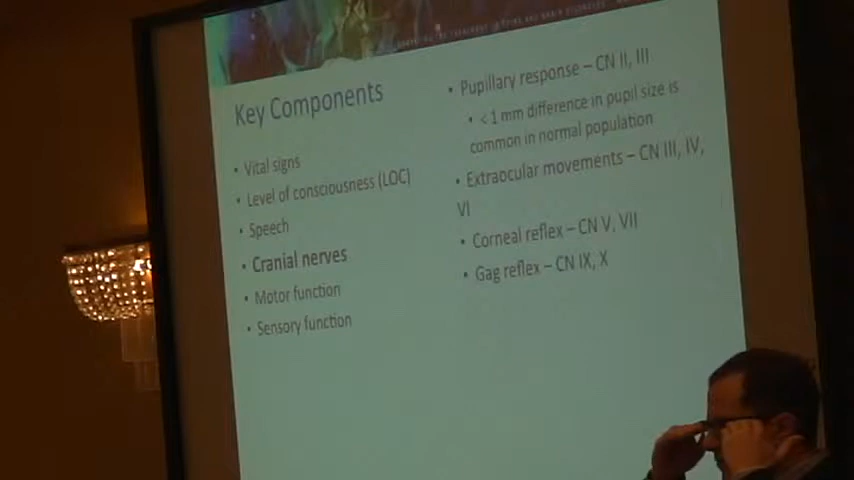 Key Components
• Vital signs
• Level of consciousness (LOC)
• Speech
• Cranial nerves
• Motor function
• Sensory function
• Pupillary response – CN II, III
• < 1 mm difference in pupil size is
common in normal population
• Extraocular movements – CN III, IV,
VI
• Corneal reflex – CN V, VII
• Gag reflex – CN IX, X